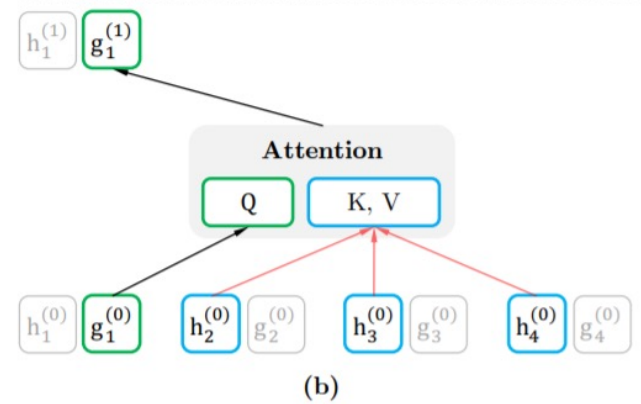 h₁⁽¹⁾ g₁⁽¹⁾
Attention
Q K, V
h₁⁽⁰⁾ g₁⁽⁰⁾ h₂⁽⁰⁾ g₂⁽⁰⁾ h₃⁽⁰⁾ g₃⁽⁰⁾ h₄⁽⁰⁾ g₄⁽⁰⁾
(b)